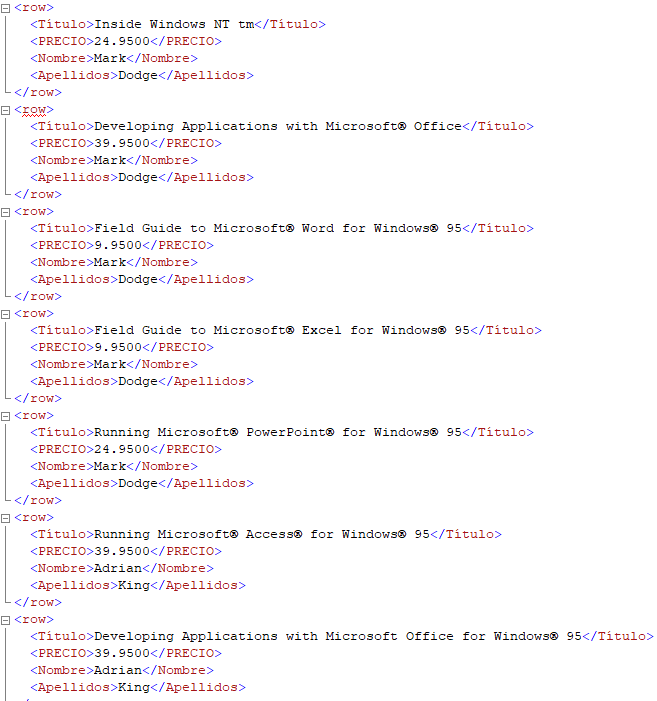 <row>
<Título>Inside Windows NT tm</Título>
<PRECIO>24.9500</PRECIO>
<Nombre>Mark</Nombre>
<Apellidos>Dodge</Apellidos>
</row>
<row>
<Título>Developing Applications with Microsoft® Office</Título>
<PRECIO>39.9500</PRECIO>
<Nombre>Mark</Nombre>
<Apellidos>Dodge</Apellidos>
</row>
<row>
<Título>Field Guide to Microsoft® Word for Windows® 95</Título>
<PRECIO>9.9500</PRECIO>
<Nombre>Mark</Nombre>
<Apellidos>Dodge</Apellidos>
</row>
<row>
<Título>Field Guide to Microsoft® Excel for Windows® 95</Título>
<PRECIO>9.9500</PRECIO>
<Nombre>Mark</Nombre>
<Apellidos>Dodge</Apellidos>
</row>
<row>
<Título>Running Microsoft® PowerPoint® for Windows® 95</Título>
<PRECIO>24.9500</PRECIO>
<Nombre>Mark</Nombre>
<Apellidos>Dodge</Apellidos>
</row>
<row>
<Título>Running Microsoft® Access® for Windows® 95</Título>
<PRECIO>39.9500</PRECIO>
<Nombre>Adrian</Nombre>
<Apellidos>King</Apellidos>
</row>
<row>
<Título>Developing Applications with Microsoft Office for Windows® 95</Título>
<PRECIO>39.9500</PRECIO>
<Nombre>Adrian</Nombre>
<Apellidos>King</Apellidos>